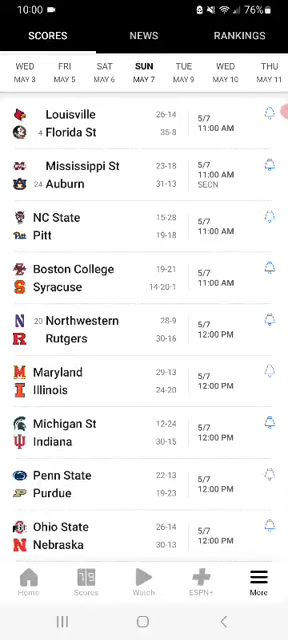 10:00 76%
SCORES NEWS RANKINGS
WED FRI SAT SUN TUE WED THU
MAY 3 MAY 5 MAY 6 MAY 7 MAY 9 MAY 10 MAY 11
Louisville 26-14
4 Florida St 35-8
5/7
11:00 AM
Mississippi St 23-18
24 Auburn 31-13
5/7
11:00 AM
SECN
NC State 15-28
Pitt 19-18
5/7
11:00 AM
Boston College 19-21
Syracuse 14-20-1
5/7
11:00 AM
20 Northwestern 28-9
Rutgers 30-16
5/7
12:00 PM
Maryland 29-13
Illinois 24-20
5/7
12:00 PM
Michigan St 12-24
Indiana 30-15
5/7
12:00 PM
Penn State 22-13
Purdue 19-23
5/7
12:00 PM
Ohio State 26-14
Nebraska 30-13
5/7
12:00 PM
Home Scores Watch ESPN+ More